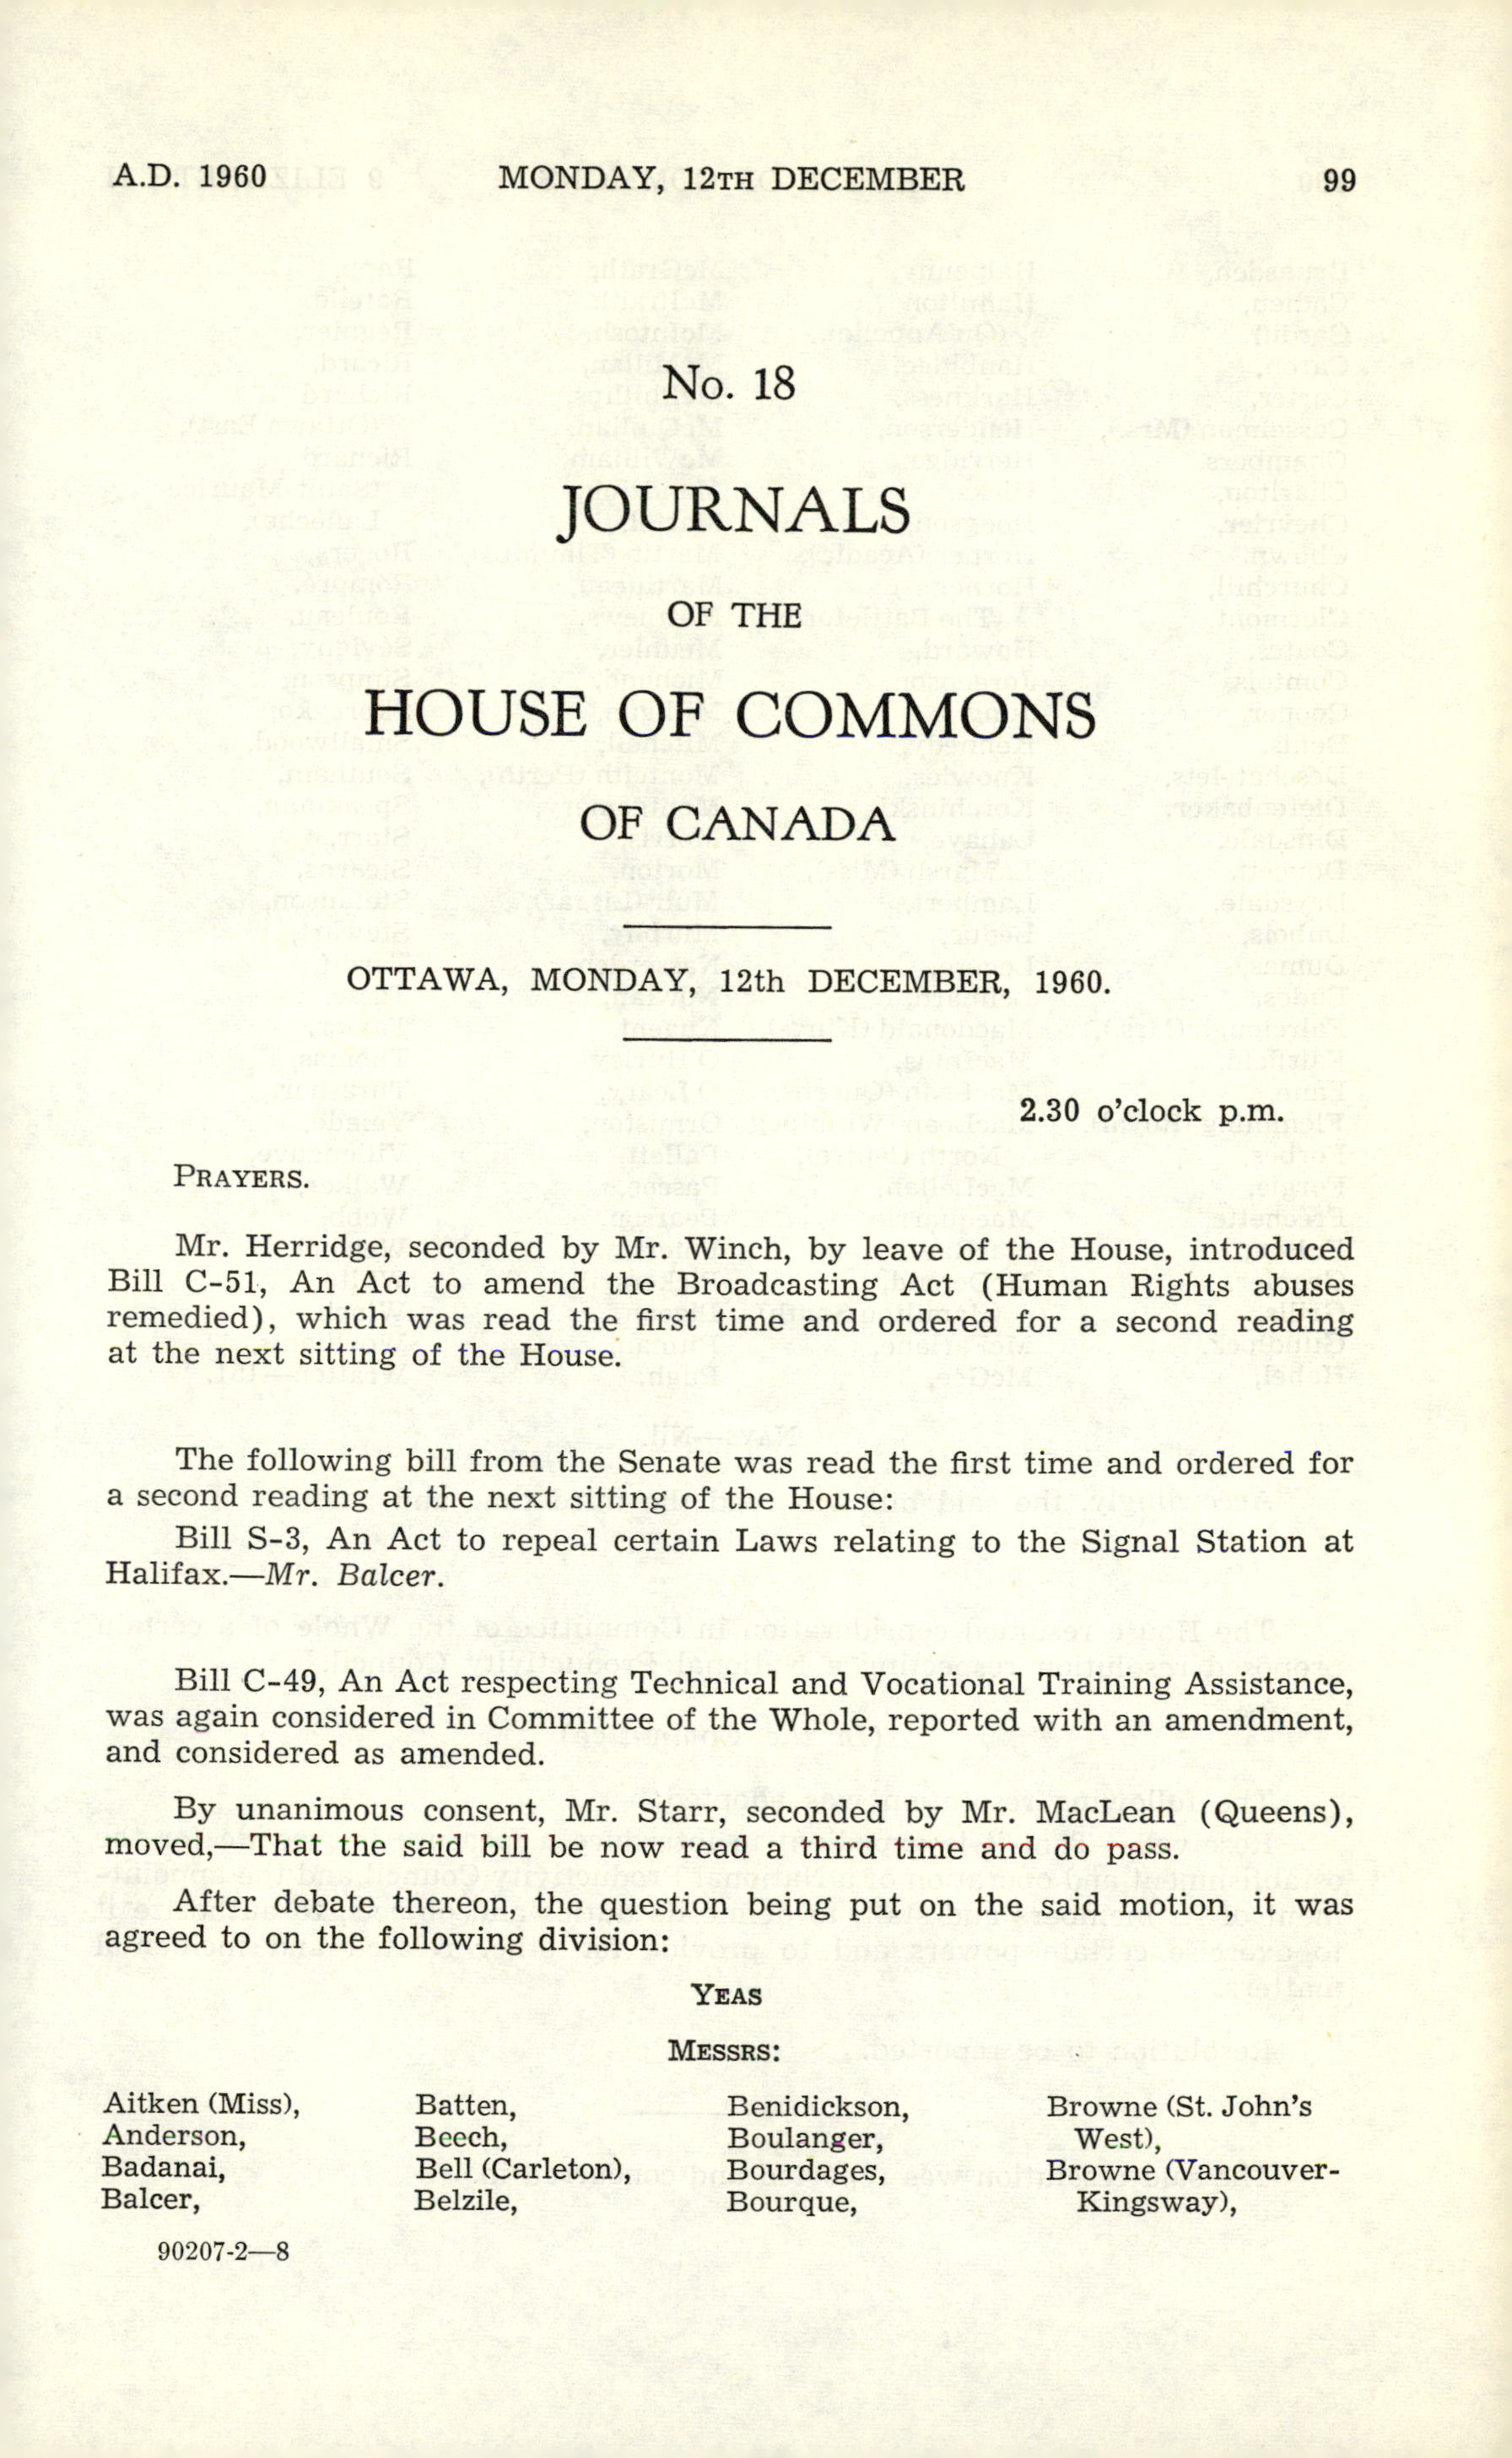 A.D. 1960 MONDAY, 12TH DECEMBER 99
No. 18
JOURNALS
OF THE
HOUSE OF COMMONS
OF CANADA
OTTAWA, MONDAY, 12th DECEMBER, 1960.
2.30 o'clock p.m.
PRAYERS.
Mr. Herridge, seconded by Mr. Winch, by leave of the House, introduced
Bill C-51, An Act to amend the Broadcasting Act (Human Rights abuses
remedied), which was read the first time and ordered for a second reading
at the next sitting of the House.
The following bill from the Senate was read the first time and ordered for
a second reading at the next sitting of the House:
Bill S-3, An Act to repeal certain Laws relating to the Signal Station at
Halifax.—Mr. Balcer.
Bill C-49, An Act respecting Technical and Vocational Training Assistance,
was again considered in Committee of the Whole, reported with an amendment,
and considered as amended.
By unanimous consent, Mr. Starr, seconded by Mr. MacLean (Queens),
moved,—That the said bill be now read a third time and do pass.
After debate thereon, the question being put on the said motion, it was
agreed to on the following division:
YEAS
MESSRS:
Aitken (Miss),
Anderson,
Badanai,
Balcer,
Batten,
Beech,
Bell (Carleton),
Belzile,
Benidickson,
Boulanger,
Bourdages,
Bourque,
Browne (St. John's
West),
Browne (Vancouver-
Kingsway),
90207-2—8